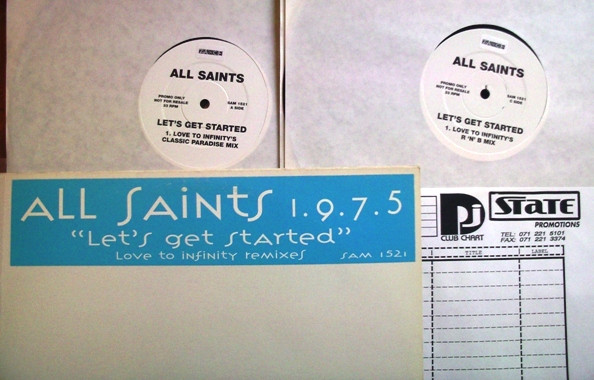 ALL SAINTS
PROMO ONLY
NOT FOR RESALE
33 RPM
SAM 1521
A SIDE
LET'S GET STARTED
1. LOVE TO INFINITY'S
CLASSIC PARADISE MIX
ALL SAINTS
PROMO ONLY
NOT FOR RESALE
33 RPM
SAM 1521
C SIDE
LET'S GET STARTED
1. LOVE TO INFINITY'S
R 'N' B MIX
ALL SAINTS 1.9.7.5
"Let's get started"
Love to infinity remixes SAM 1521
PJ
CLUB CHART
STATE
PROMOTIONS
TEL: 071 221 5101
FAX: 071 221 3374
TITLE LABEL